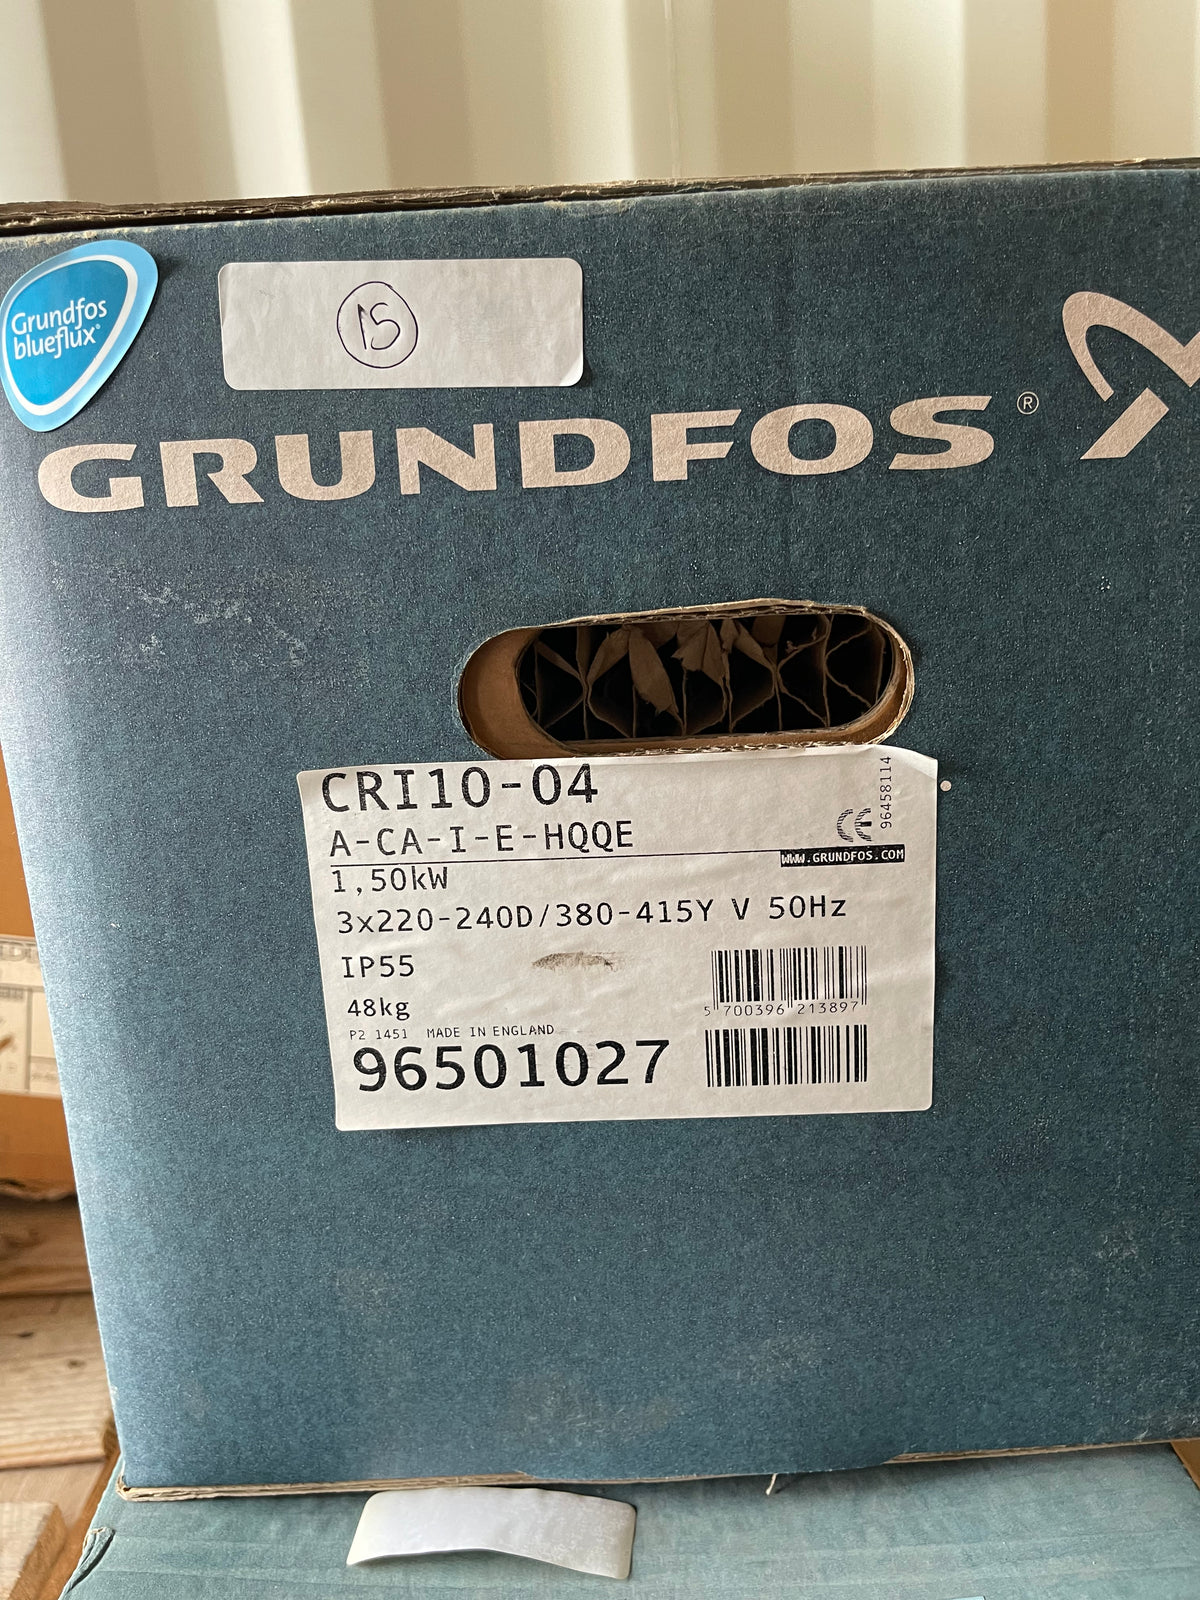 Grundfos
blueflux®
15
GRUNDFOS®
CRI10-04
A-CA-I-E-HQQE
CE
96458114
WWW.GRUNDFOS.COM
1,50kW
3x220-240D/380-415Y V 50Hz
IP55
48kg
5 700396 213897
P2 1451 MADE IN ENGLAND
96501027